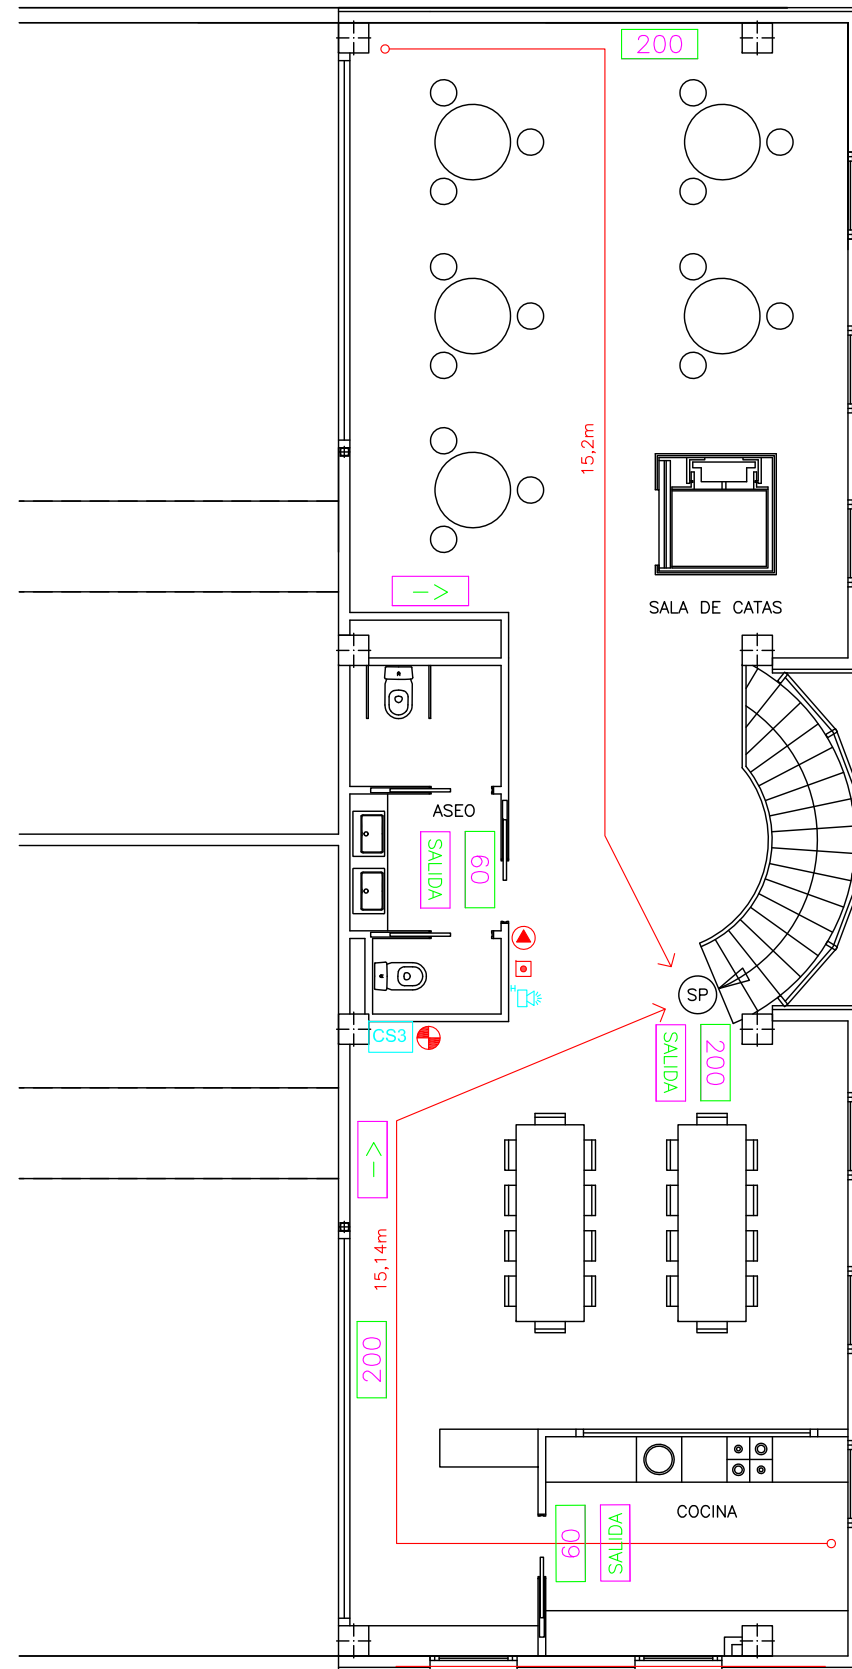 200
15,2m
->
SALA DE CATAS
ASEO
SALIDA
60
H
SP
CS3
SALIDA
200
<-
15,14m
200
COCINA
60
SALIDA